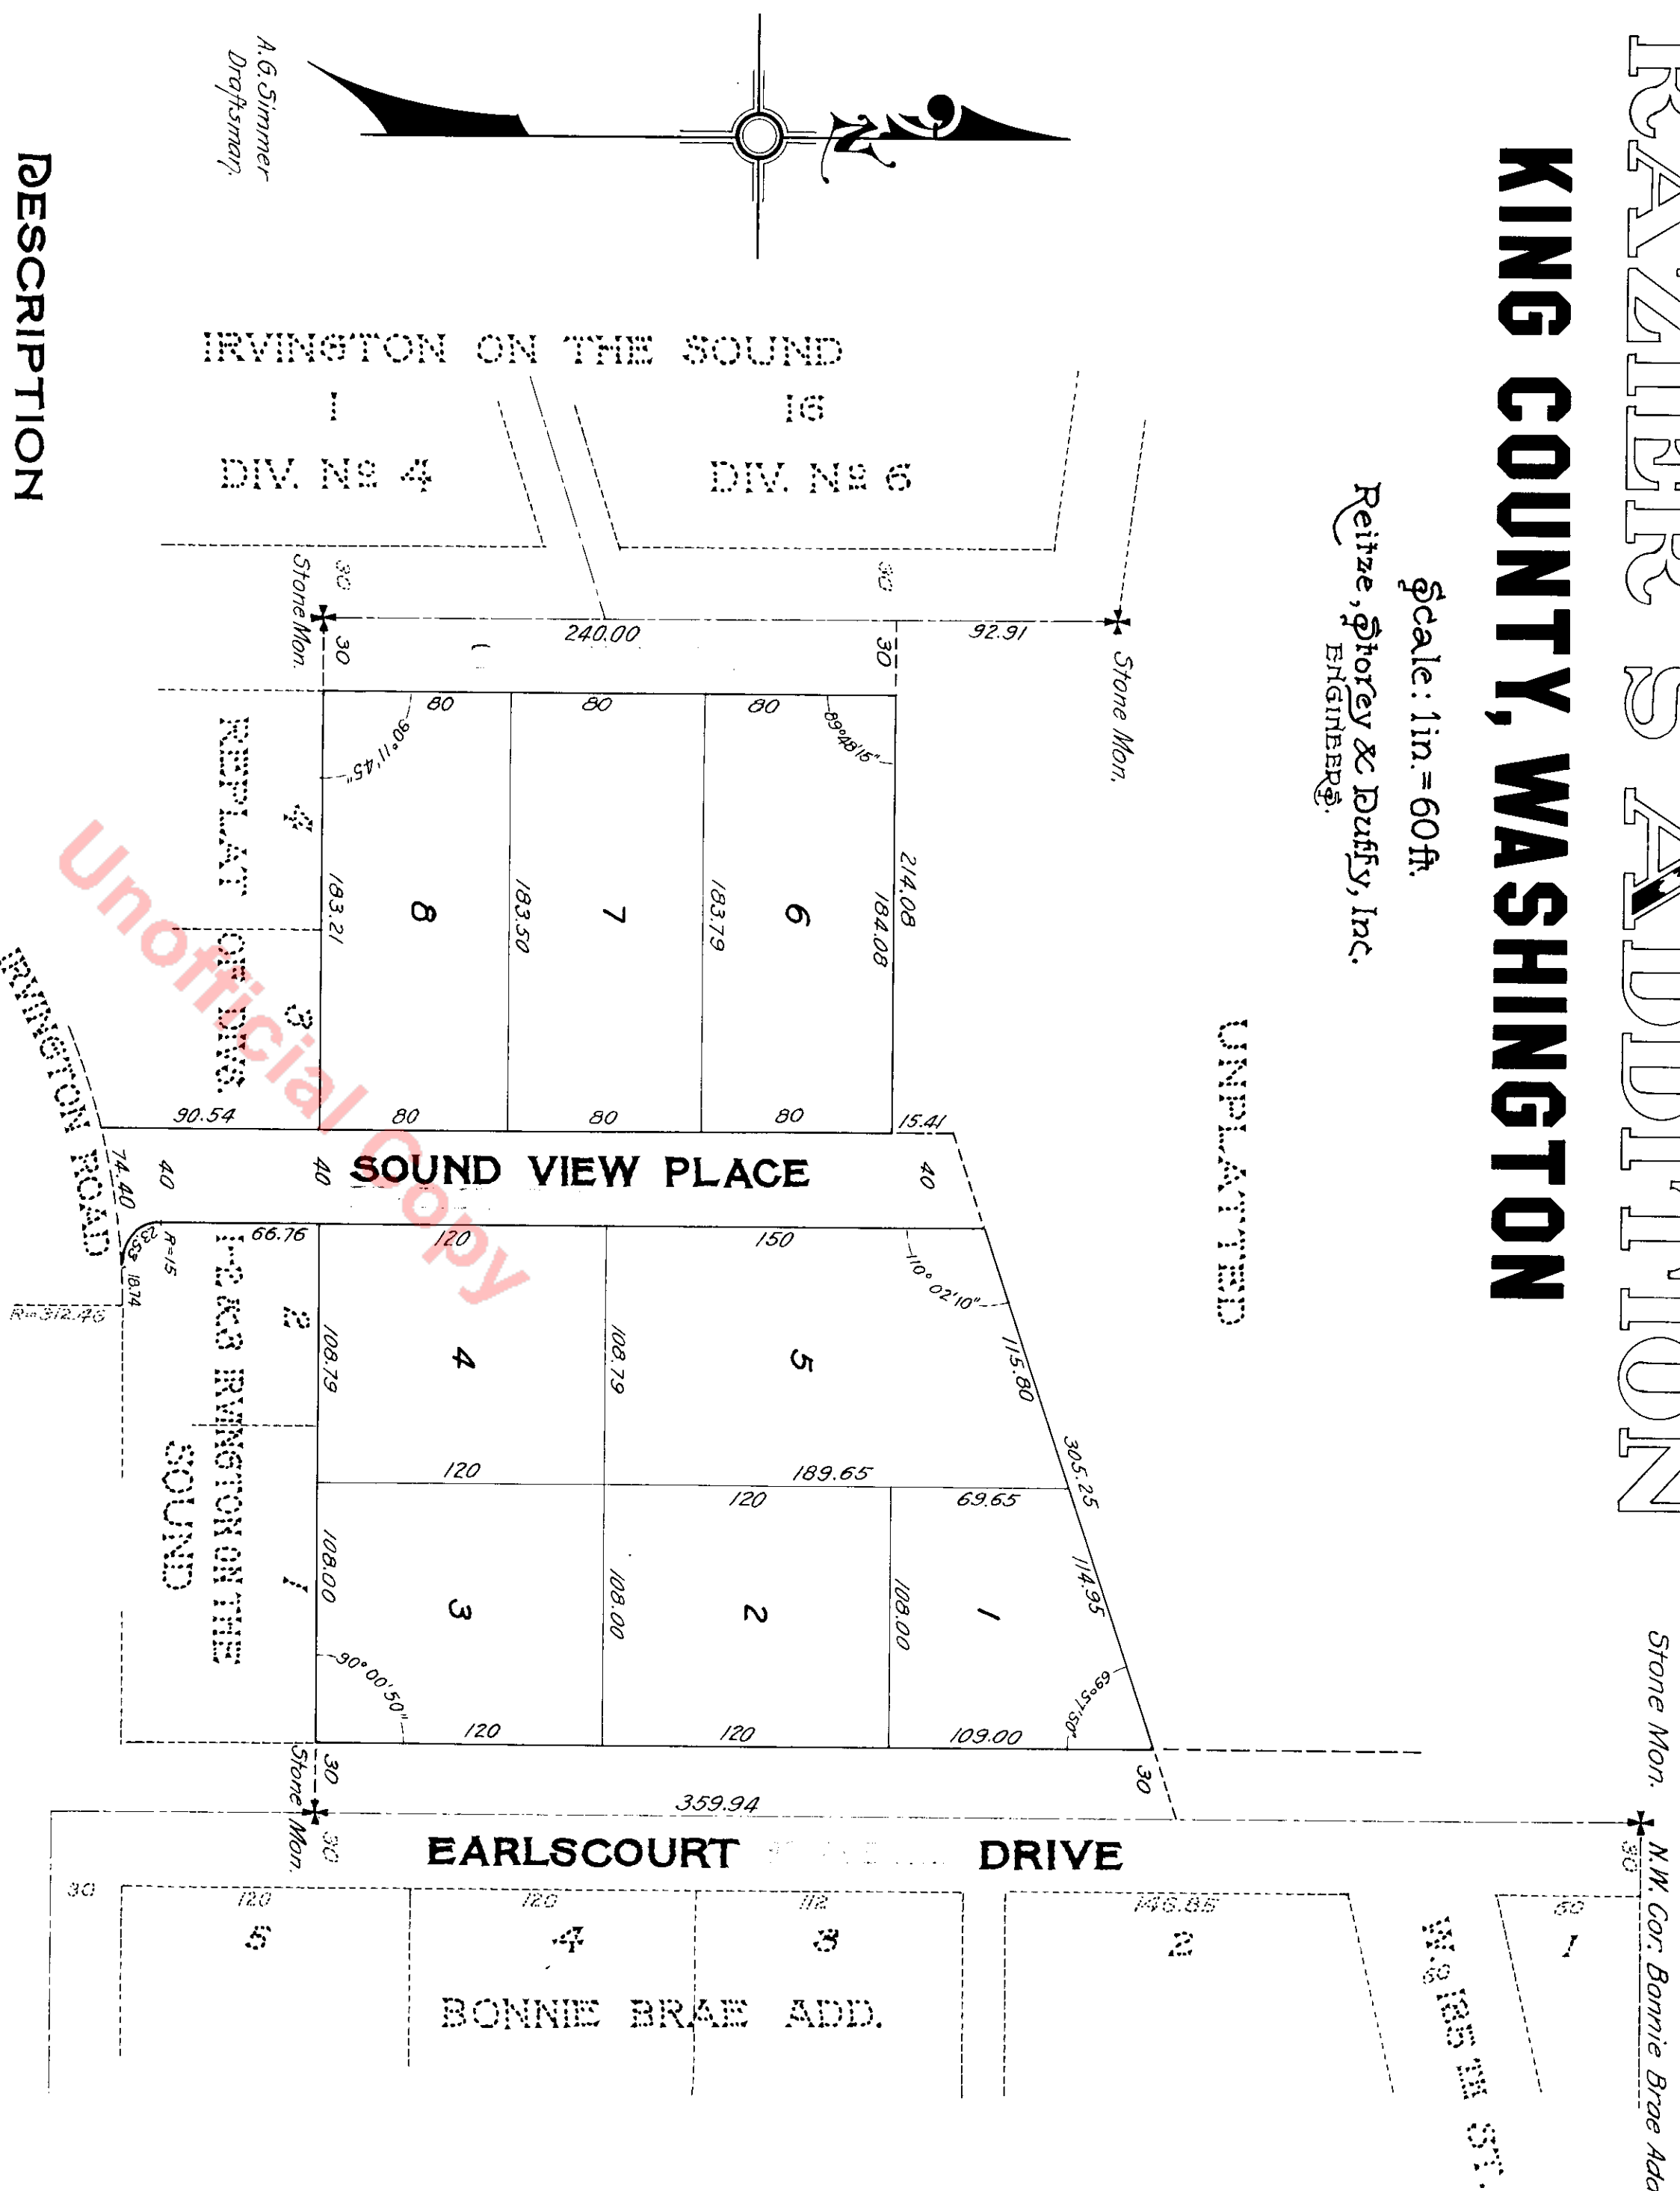 RAZIER'S ADDITION
KING COUNTY, WASHINGTON
Scale: 1in.=60ft.
Reitze, Storey & Duffy, Inc.
ENGINEERS.
A.G. Simmer
Draftsman.
N
IRVINGTON ON THE SOUND
1
16
DIV. Nº 4
DIV. Nº 6
Stone Mon.
30
30
30
30
240.00
92.91
Stone Mon.
80
80
80
90°11'45"
89°48'15"
214.08
184.08
183.79
183.50
183.21
6
7
8
4
3
REPLAT OF DIVS.
1-2 & 3 IRVINGTON ON THE
SOUND
90.54
80
80
80
15.41
IRVINGTON ROAD
74.40
40
40
SOUND VIEW PLACE
40
UNPLATTED
23.53
R=15
18.74
R=312.46
66.76
120
150
110°02'10"
115.80
305.25
114.95
2
108.79
4
108.79
5
120
189.65
120
69.65
1
108.00
3
108.00
2
108.00
1
90°00'50"
69°57'50"
120
120
109.00
30
30
Stone Mon.
30
359.94
EARLSCOURT DRIVE
Stone Mon.
N.W. Cor. Bonnie Brae Add
30
30
120
120
112
146.85
60
5
4
3
2
1
BONNIE BRAE ADD.
W. 185TH ST.
60
DESCRIPTION
Unofficial Copy